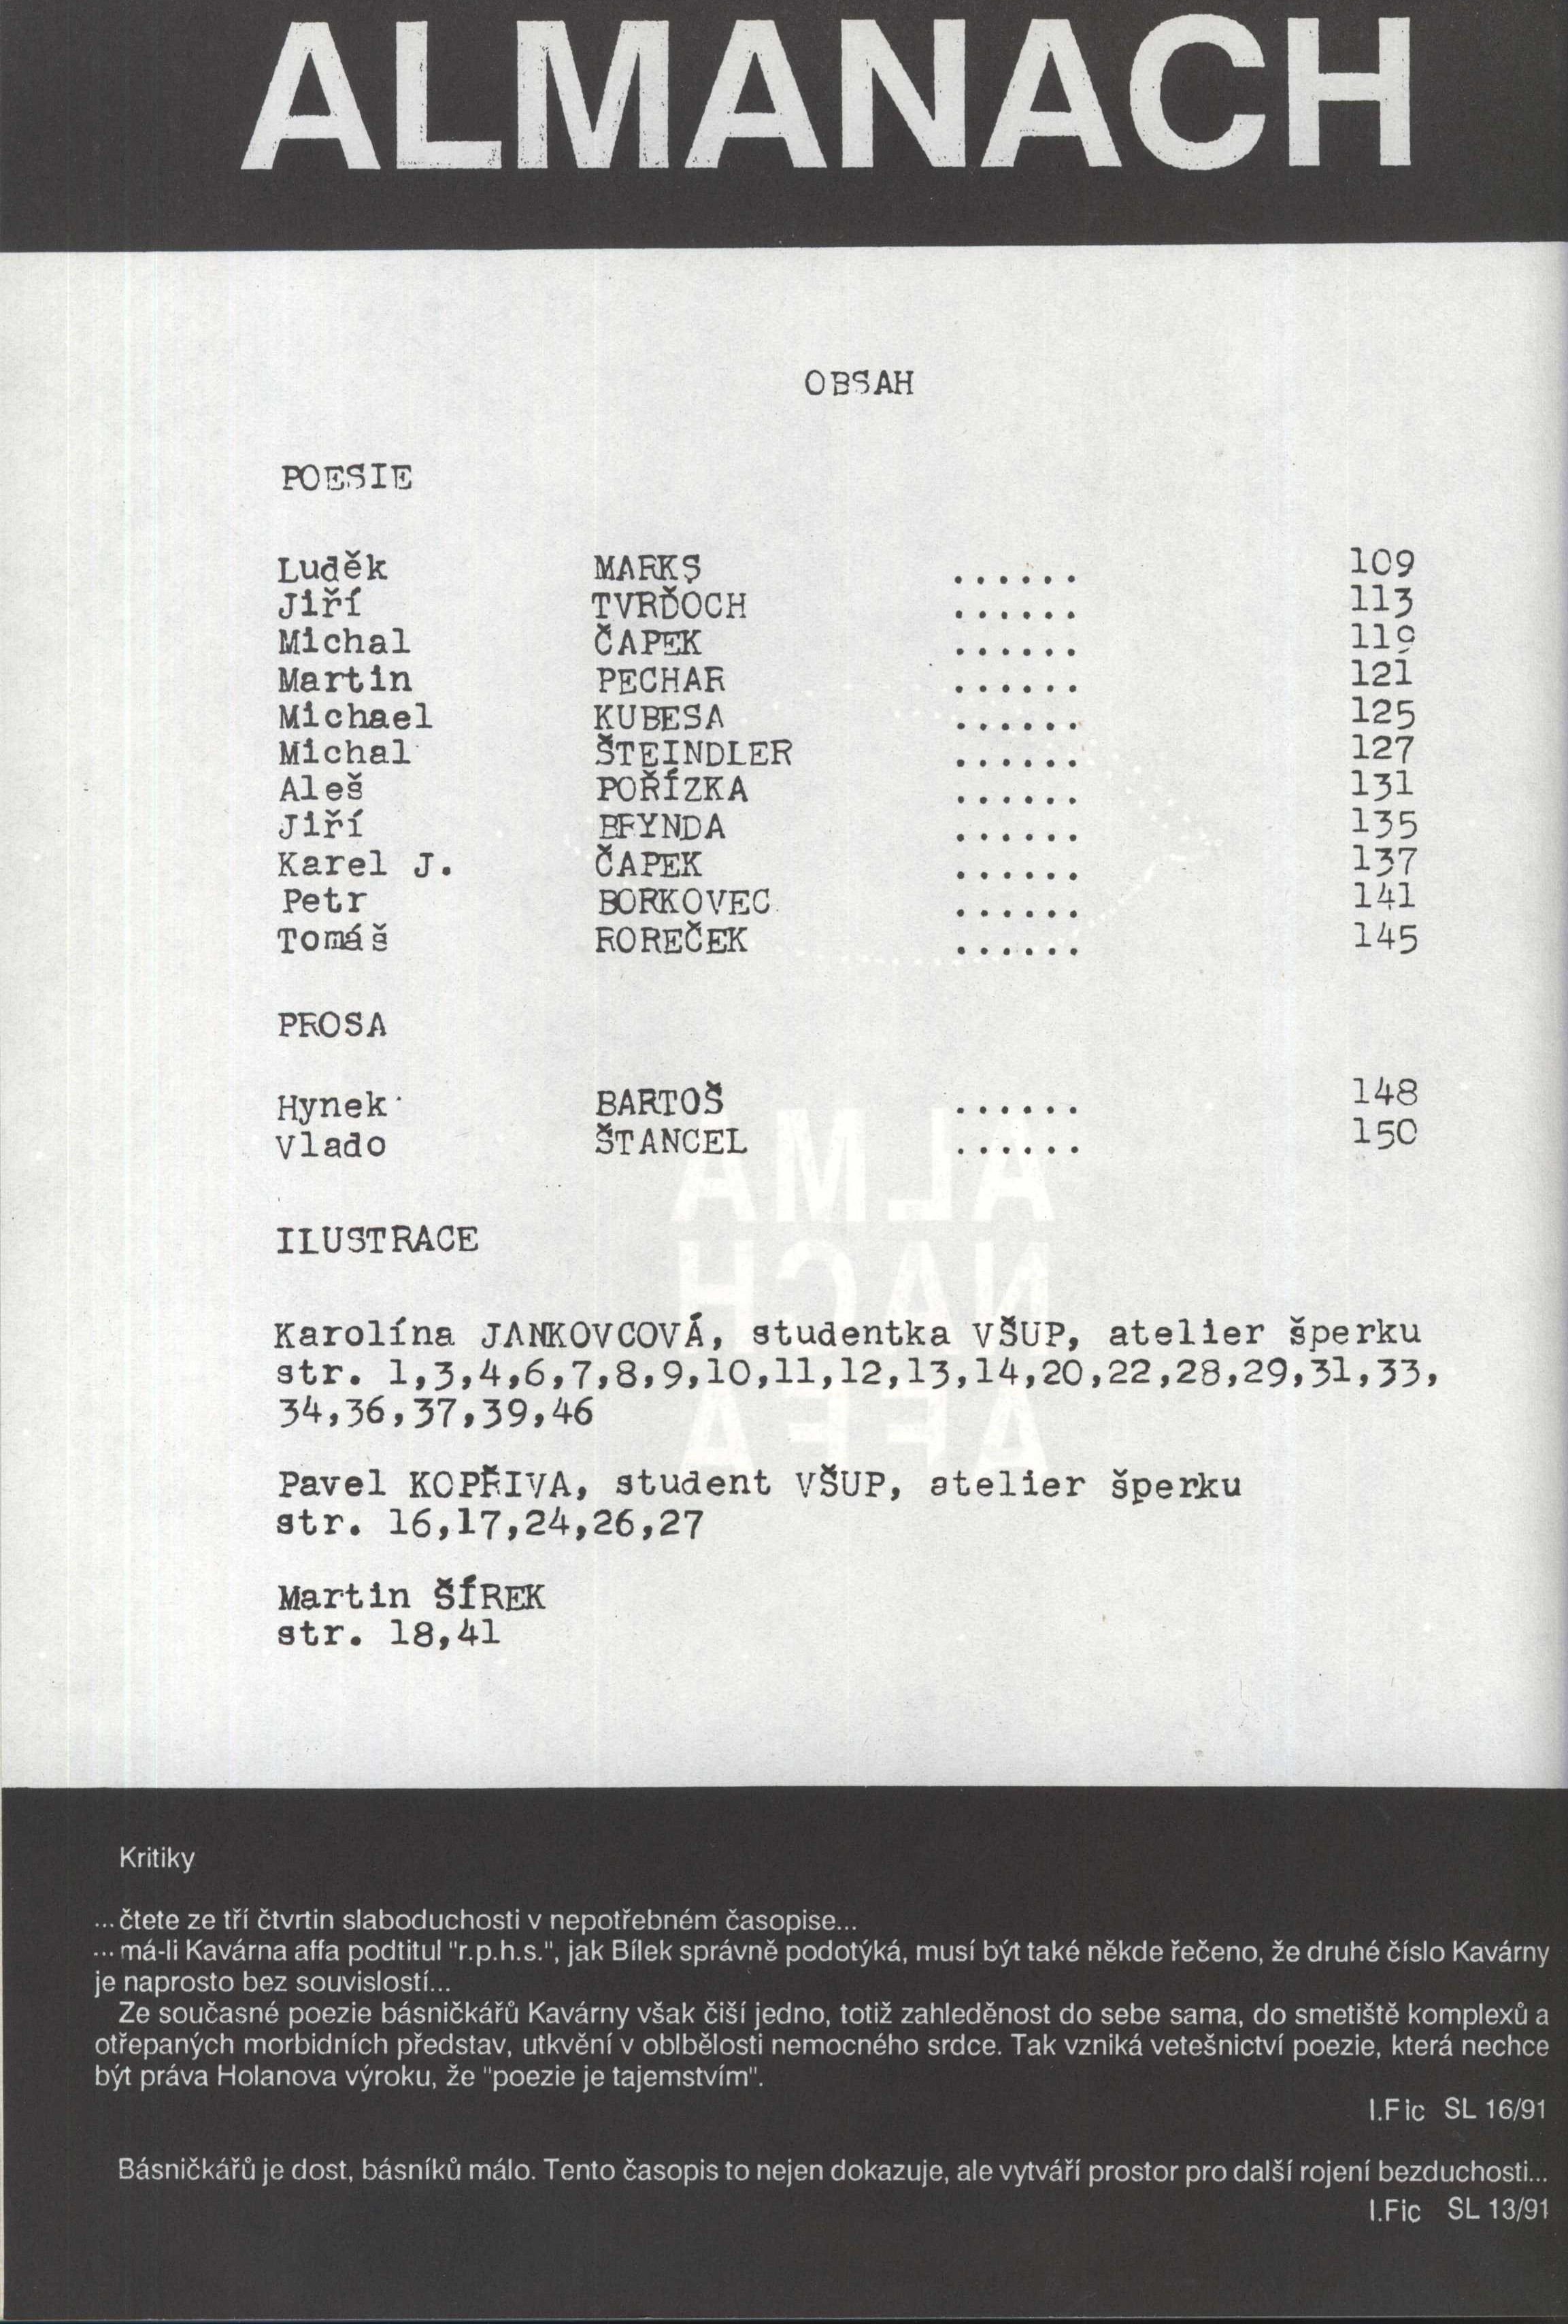 ALMANACH
OBSAH
POESIE
Luděk MARKS ...... 109
Jiří TVRĎOCH ...... 113
Michal ČAPEK ...... 119
Martin PECHAR ...... 121
Michael KUBESA ...... 125
Michal ŠTEINDLER ...... 127
Aleš POŘÍZKA ...... 131
Jiří BRYNDA ...... 135
Karel J. ČAPEK ...... 137
Petr BORKOVEC ...... 141
Tomáš ROREČEK ...... 145
PROSA
Hynek BARTOŠ ...... 148
Vlado ŠTANCEL ...... 150
ILUSTRACE
Karolína JANKOVCOVÁ, studentka VŠUP, atelier šperku
str. 1,3,4,6,7,8,9,10,11,12,13,14,20,22,28,29,31,33,
34,36,37,39,46
Pavel KOPŘIVA, student VŠUP, atelier šperku
str. 16,17,24,26,27
Martin ŠÍREK
str. 18,41
ALMA
NACH
AFFA
Kritiky
...čtete ze tří čtvrtin slaboduchosti v nepotřebném časopise...
...má-li Kavárna affa podtitul "r.p.h.s.", jak Bílek správně podotýká, musí být také někde řečeno, že druhé číslo Kavárny
je naprosto bez souvislostí...
Ze současné poezie básničkářů Kavárny však čiší jedno, totiž zahleděnost do sebe sama, do smetiště komplexů a
otřepaných morbidních představ, utkvění v oblbělosti nemocného srdce. Tak vzniká vetešnictví poezie, která nechce
být práva Holanova výroku, že "poezie je tajemstvím".
I.Fic SL 16/91
Básničkářů je dost, básníků málo. Tento časopis to nejen dokazuje, ale vytváří prostor pro další rojení bezduchosti...
I.Fic SL 13/91